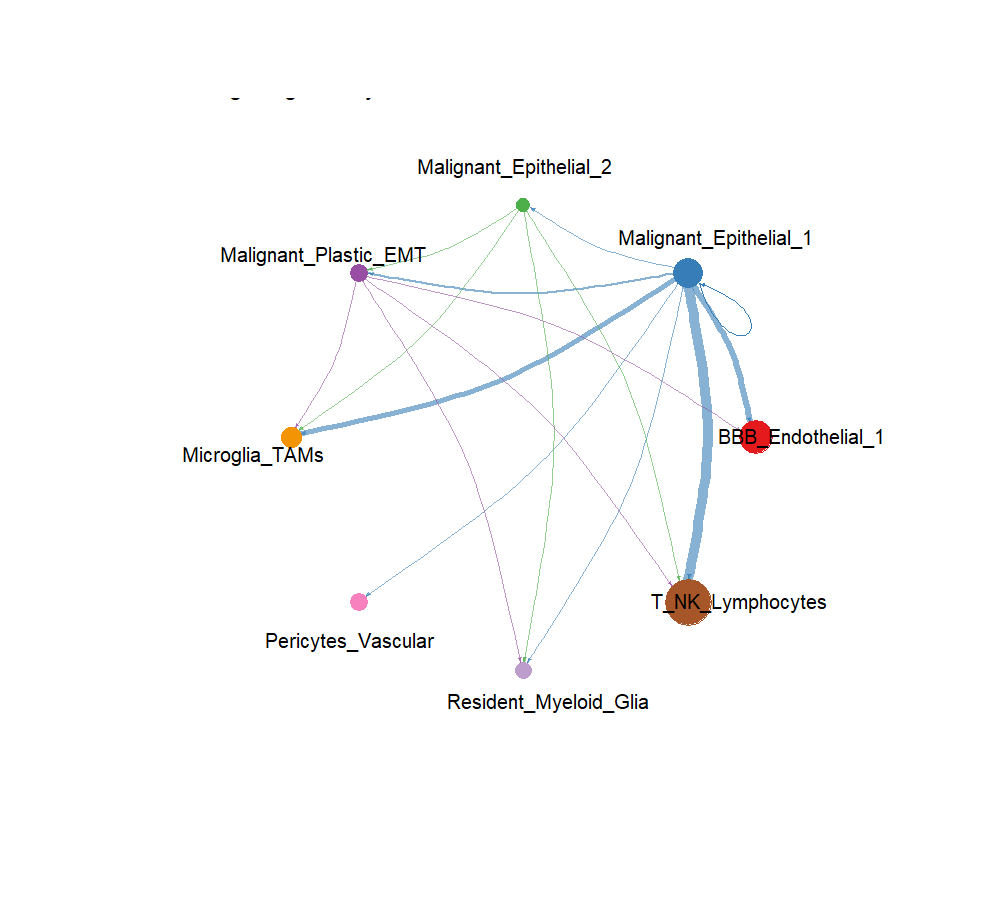 Malignant_Epithelial_2
Malignant_Epithelial_1
Malignant_Plastic_EMT
BBB_Endothelial_1
Microglia_TAMs
T_NK_Lymphocytes
Pericytes_Vascular
Resident_Myeloid_Glia